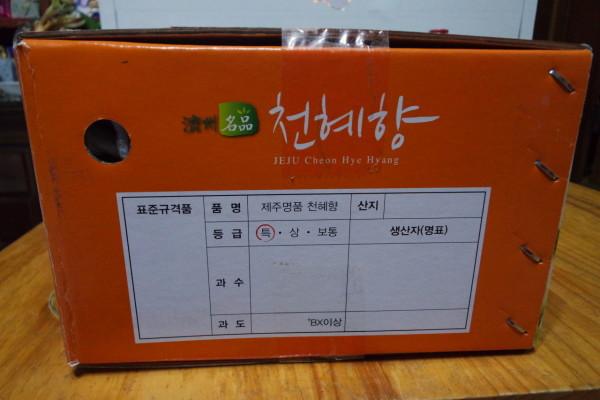 濟州 名品 천혜향
JEJU Cheon Hye Hyang
표준규격품 품 명 제주명품 천혜향 산지
등 급 특 · 상 · 보통 생산자(명표)
과 수
과 도 °BX이상